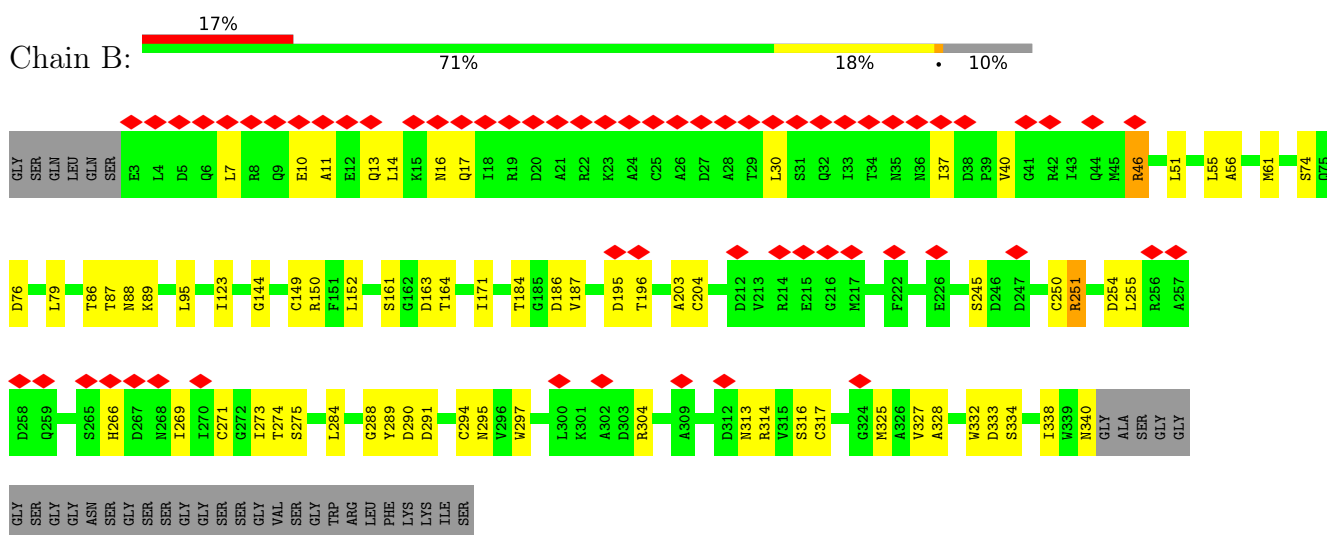 17%
Chain B:
71% 18% • 10%
GLY SER GLN LEU GLN SER E3 L4 D5 Q6 L7 R8 Q9 E10 A11 E12 Q13 L14 K15 N16 Q17 I18 R19 D20 A21 R22 K23 A24 C25 A26 D27 A28 T29 L30 S31 Q32 I33 T34 N35 N36 I37 D38 P39 V40 G41 R42 I43 Q44 M45 R46 L51 L55 A56 M61 S74 Q75
D76 L79 T86 T87 N88 K89 L95 I123 G144 C149 R150 F151 L152 S161 G162 D163 T164 I171 T184 G185 D186 V187 D195 T196 A203 C204 D212 V213 R214 E215 G216 M217 F222 E226 S245 D246 D247 C250 R251 D254 L255 R256 A257
D258 Q259 S265 H266 D267 N268 I269 I270 C271 G272 I273 T274 S275 L284 G288 Y289 D290 D291 C294 N295 V296 W297 L300 K301 A302 D303 R304 A309 D312 N313 R314 V315 S316 C317 G324 M325 A326 V327 A328 W332 D333 S334 I338 W339 N340 GLY ALA SER GLY GLY
GLY SER GLY GLY ASN SER GLY SER SER GLY GLY SER SER GLY VAL SER GLY TRP ARG LEU PHE LYS LYS ILE SER